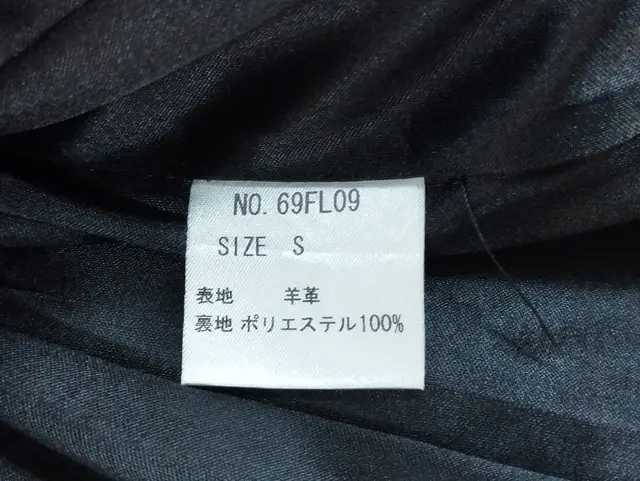 NO. 69FL09
SIZE S
表地 羊革
裏地 ポリエステル100%